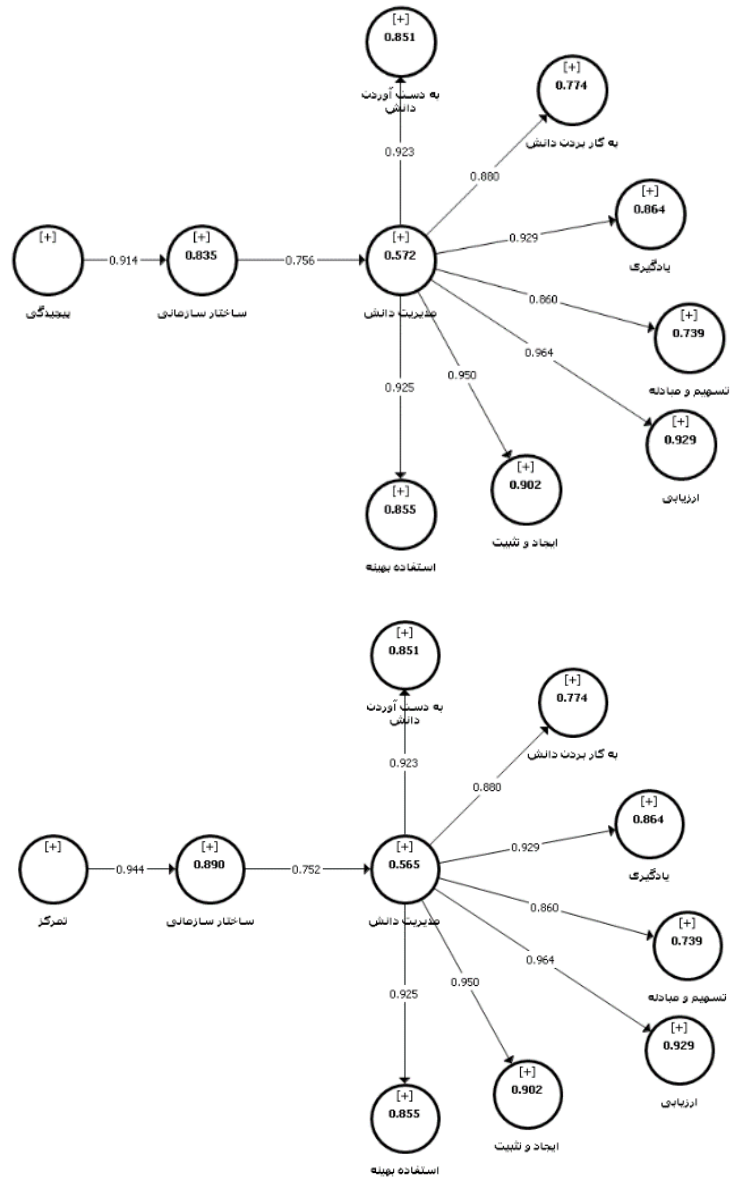 [+]
0.851
به دست آوردن
دانش
[+]
0.774
به کار بردن دانش
0.923
0.880
[+]
0.864
یادگیری
0.929
[+]
پیچیدگی
0.914
[+]
0.835
ساختار سازمانی
0.756
[+]
0.572
مدیریت دانش
0.860
[+]
0.739
تسهیم و مبادله
0.964
[+]
0.929
ارزیابی
0.950
[+]
0.902
ایجاد و تثبیت
0.925
[+]
0.855
استفاده بهینه
[+]
0.851
به دست آوردن
دانش
[+]
0.774
به کار بردن دانش
0.923
0.880
[+]
0.864
یادگیری
0.929
[+]
تمرکز
0.944
[+]
0.890
ساختار سازمانی
0.752
[+]
0.565
مدیریت دانش
0.860
[+]
0.739
تسهیم و مبادله
0.964
[+]
0.929
ارزیابی
0.950
[+]
0.902
ایجاد و تثبیت
0.925
[+]
0.855
استفاده بهینه